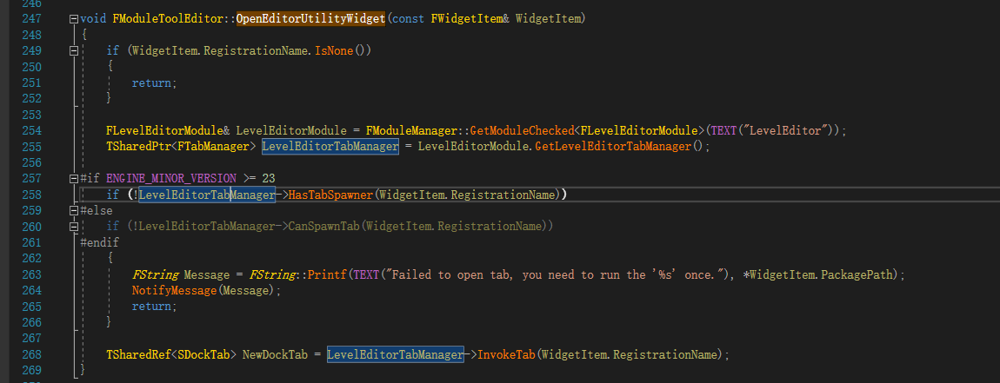 246
247 void FModuleToolEditor::OpenEditorUtilityWidget(const FWidgetItem& WidgetItem)
248 {
249 if (WidgetItem.RegistrationName.IsNone())
250 {
251 return;
252 }
253
254 FLevelEditorModule& LevelEditorModule = FModuleManager::GetModuleChecked<FLevelEditorModule>(TEXT("LevelEditor"));
255 TSharedPtr<FTabManager> LevelEditorTabManager = LevelEditorModule.GetLevelEditorTabManager();
256
257 #if ENGINE_MINOR_VERSION >= 23
258 if (!LevelEditorTabManager->HasTabSpawner(WidgetItem.RegistrationName))
259 #else
260 if (!LevelEditorTabManager->CanSpawnTab(WidgetItem.RegistrationName))
261 #endif
262 {
263 FString Message = FString::Printf(TEXT("Failed to open tab, you need to run the '%s' once."), *WidgetItem.PackagePath);
264 NotifyMessage(Message);
265 return;
266 }
267
268 TSharedRef<SDockTab> NewDockTab = LevelEditorTabManager->InvokeTab(WidgetItem.RegistrationName);
269 }